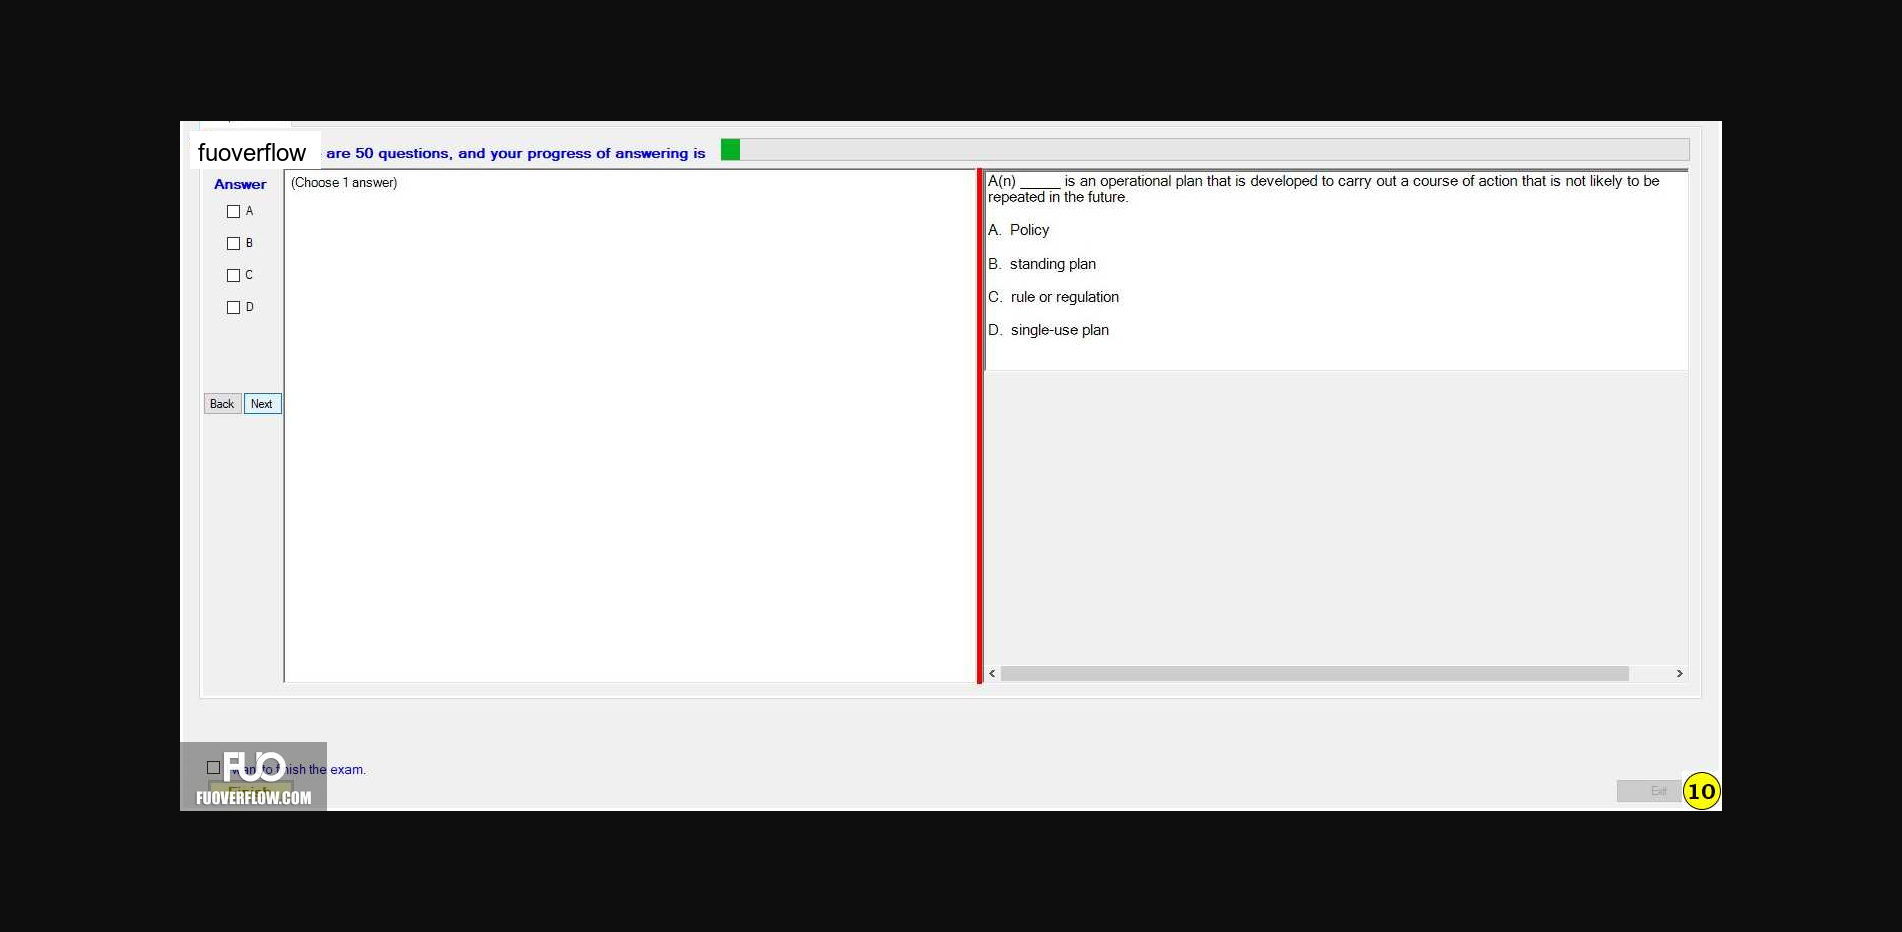 fuoverflow are 50 questions, and your progress of answering is
Answer
A
B
C
D
Back Next
(Choose 1 answer)
A(n) _____ is an operational plan that is developed to carry out a course of action that is not likely to be
repeated in the future.
A. Policy
B. standing plan
C. rule or regulation
D. single-use plan
FUO
want to finish the exam.
Finish
FUOVERFLOW.COM
Exit
10